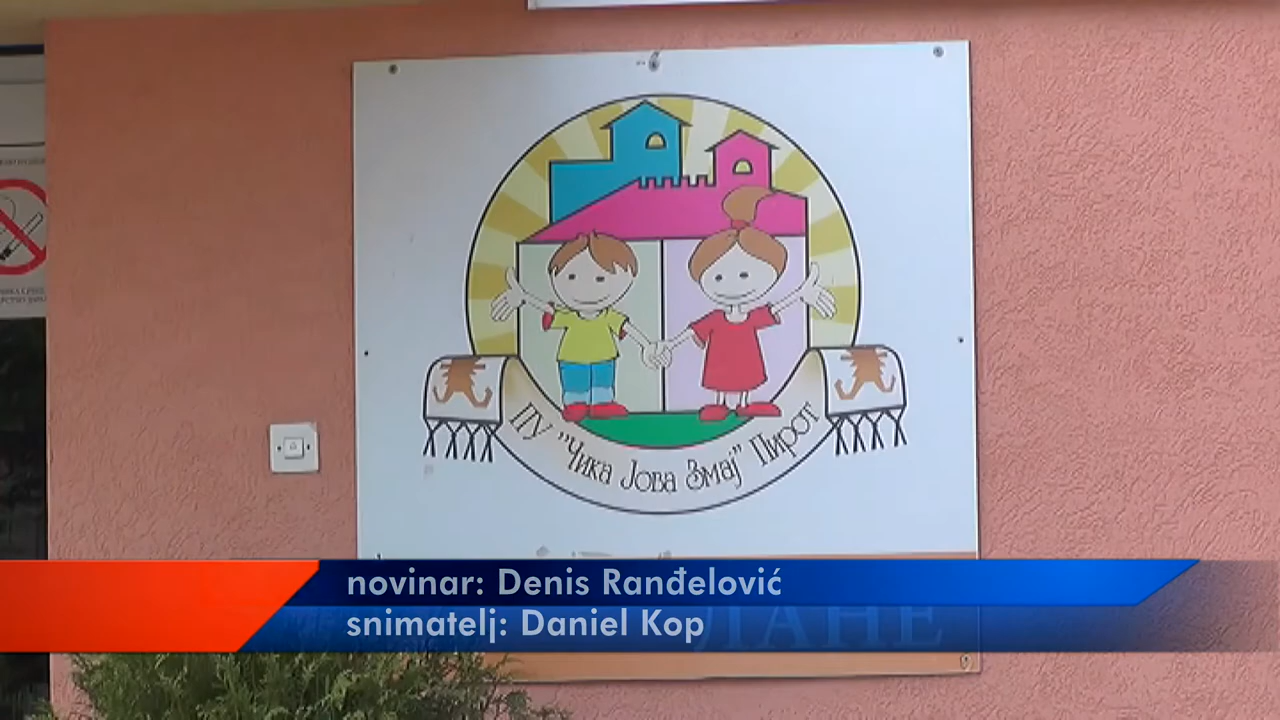 ПУ "Чика Јова Змај" Пирот
novinar: Denis Ranđelović
snimatelj: Daniel Kop